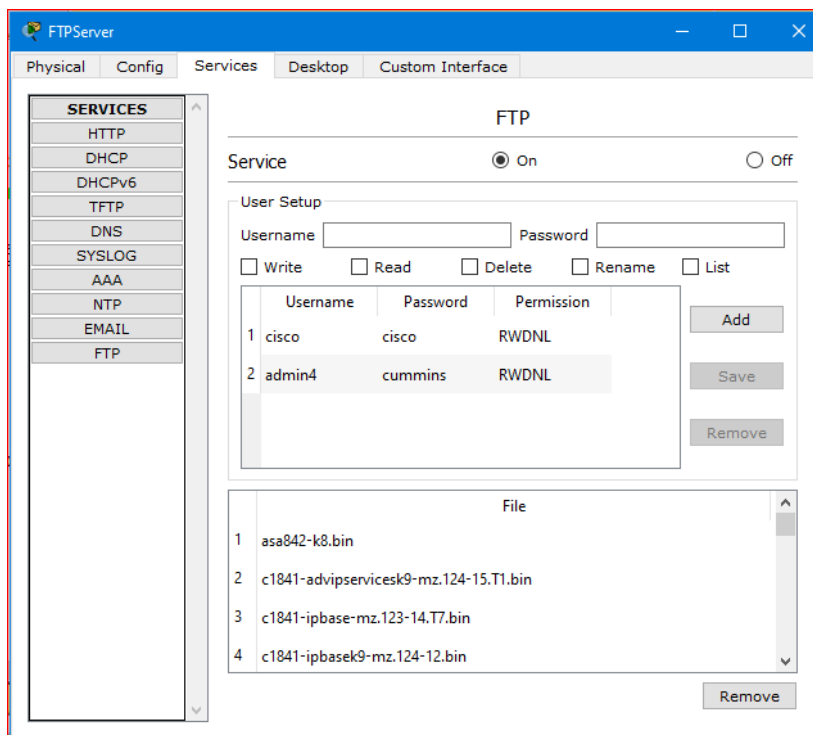 FTPServer
Physical Config Services Desktop Custom Interface
SERVICES
HTTP
DHCP
DHCPv6
TFTP
DNS
SYSLOG
AAA
NTP
EMAIL
FTP
FTP
Service On Off
User Setup
Username Password
Write Read Delete Rename List
Username Password Permission
1 cisco cisco RWDNL
2 admin4 cummins RWDNL
Add
Save
Remove
File
1 asa842-k8.bin
2 c1841-advipservicesk9-mz.124-15.T1.bin
3 c1841-ipbase-mz.123-14.T7.bin
4 c1841-ipbasek9-mz.124-12.bin
Remove